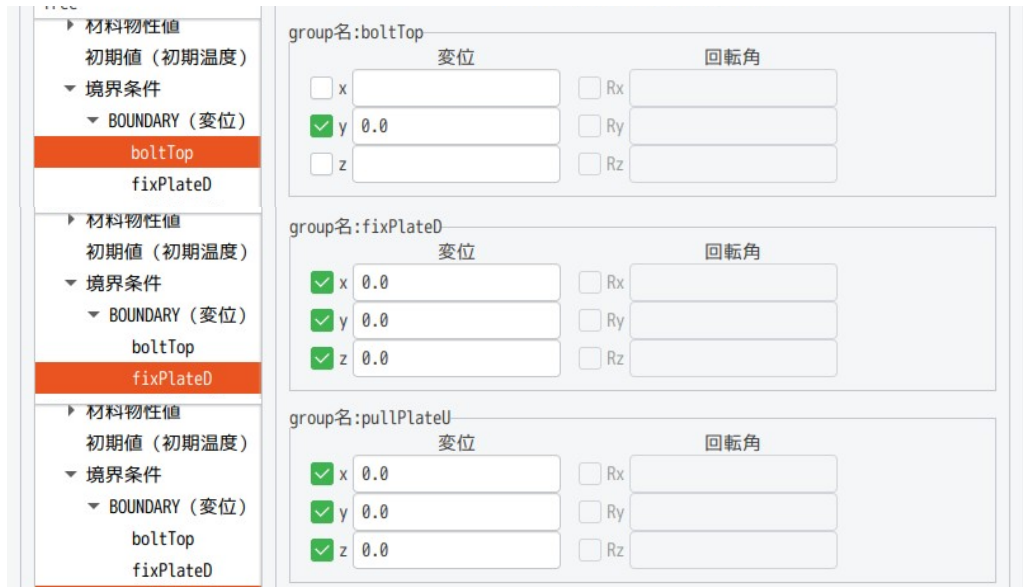 材料物性値
初期値（初期温度）
境界条件
BOUNDARY（変位）
boltTop
fixPlateD
group名:boltTop
変位 回転角
x Rx
y 0.0 Ry
z Rz
材料物性値
初期値（初期温度）
境界条件
BOUNDARY（変位）
boltTop
fixPlateD
group名:fixPlateD
変位 回転角
x 0.0 Rx
y 0.0 Ry
z 0.0 Rz
材料物性値
初期値（初期温度）
境界条件
BOUNDARY（変位）
boltTop
fixPlateD
group名:pullPlateU
変位 回転角
x 0.0 Rx
y 0.0 Ry
z 0.0 Rz